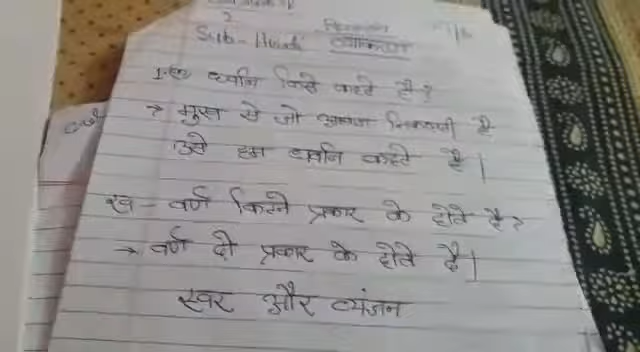 2
Sub - Hindi व्याकरण
1. क ध्वनि किसे कहते है?
→ मुख से जो आवाज निकलती है
उसे हम ध्वनि कहते है।
ख - वर्ण कितने प्रकार के होते है?
→ वर्ण दो प्रकार के होते है।
स्वर और व्यंजन